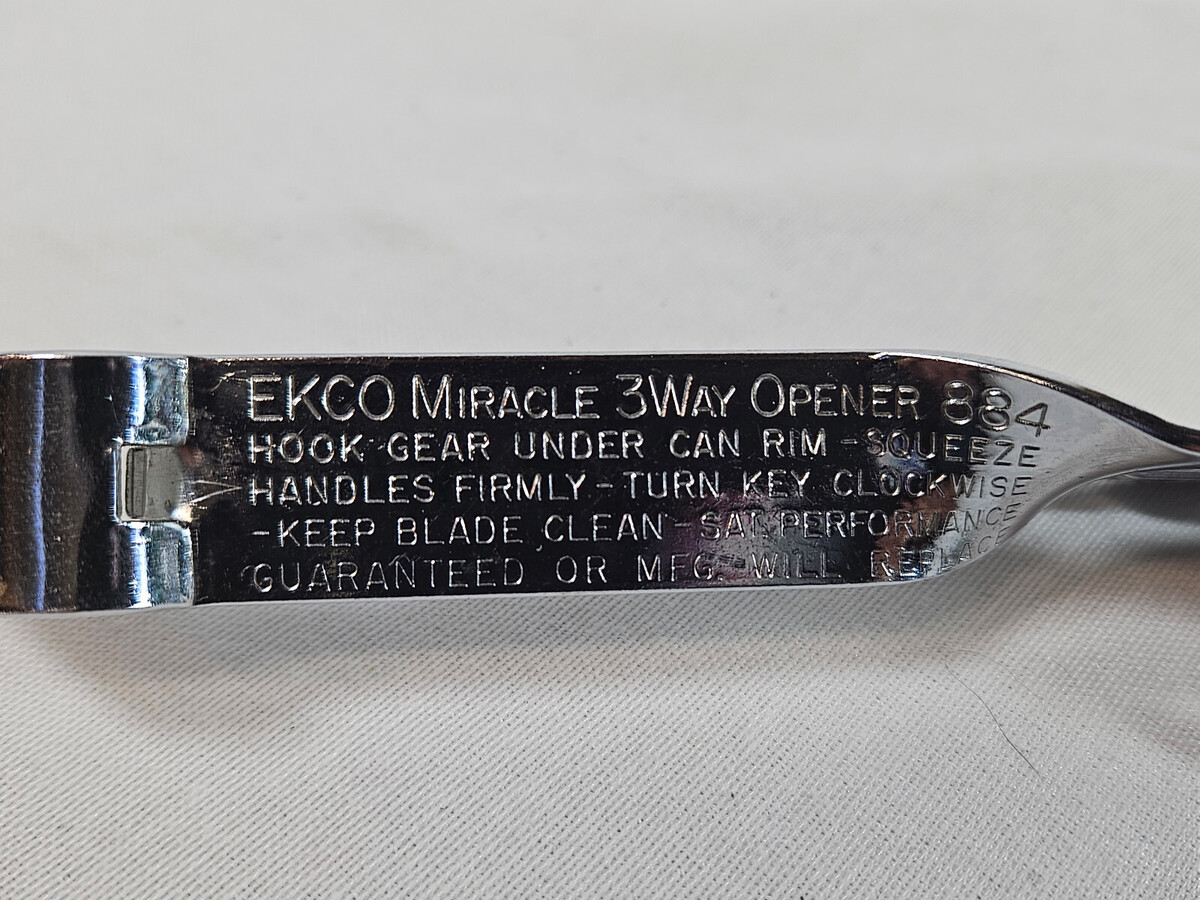 EKCO MIRACLE 3WAY OPENER 884
HOOK GEAR UNDER CAN RIM - SQUEEZE
HANDLES FIRMLY - TURN KEY CLOCKWISE
- KEEP BLADE CLEAN - SAT. PERFORMANCE
GUARANTEED OR MFG. WILL REPLACE